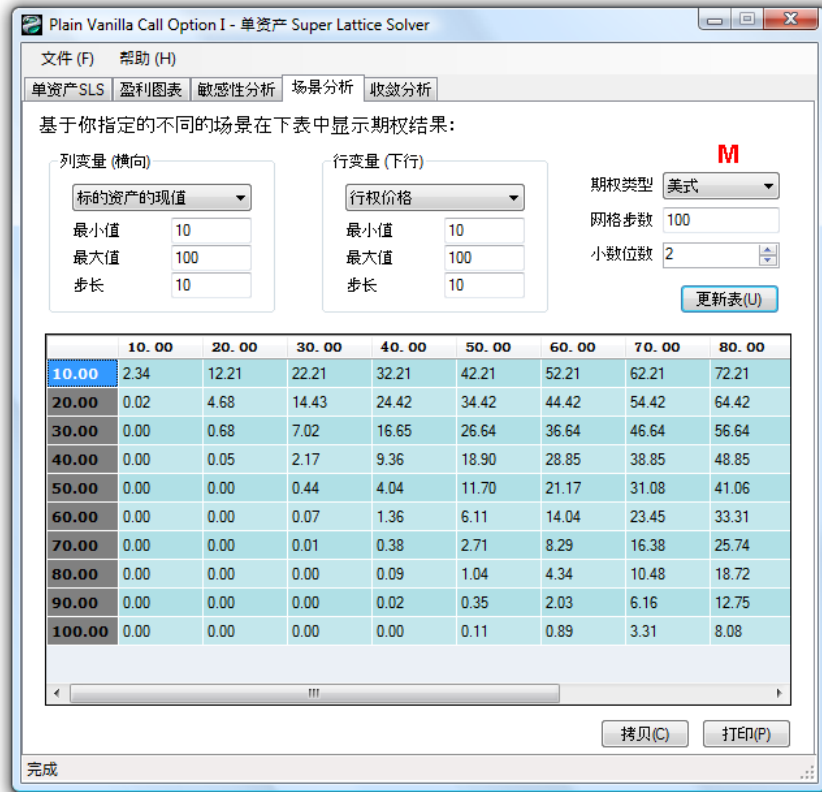 Plain Vanilla Call Option I - 单资产 Super Lattice Solver
文件 (F) 帮助 (H)
单资产SLS 盈利图表 敏感性分析 场景分析 收敛分析
基于你指定的不同的场景在下表中显示期权结果:
列变量 (横向)
标的资产的现值
最小值 10
最大值 100
步长 10
行变量 (下行)
行权价格
最小值 10
最大值 100
步长 10
M
期权类型 美式
网格步数 100
小数位数 2
更新表(U)
10.00 20.00 30.00 40.00 50.00 60.00 70.00 80.00
10.00 2.34 12.21 22.21 32.21 42.21 52.21 62.21 72.21
20.00 0.02 4.68 14.43 24.42 34.42 44.42 54.42 64.42
30.00 0.00 0.68 7.02 16.65 26.64 36.64 46.64 56.64
40.00 0.00 0.05 2.17 9.36 18.90 28.85 38.85 48.85
50.00 0.00 0.00 0.44 4.04 11.70 21.17 31.08 41.06
60.00 0.00 0.00 0.07 1.36 6.11 14.04 23.45 33.31
70.00 0.00 0.00 0.01 0.38 2.71 8.29 16.38 25.74
80.00 0.00 0.00 0.00 0.09 1.04 4.34 10.48 18.72
90.00 0.00 0.00 0.00 0.02 0.35 2.03 6.16 12.75
100.00 0.00 0.00 0.00 0.00 0.11 0.89 3.31 8.08
拷贝(C) 打印(P)
完成